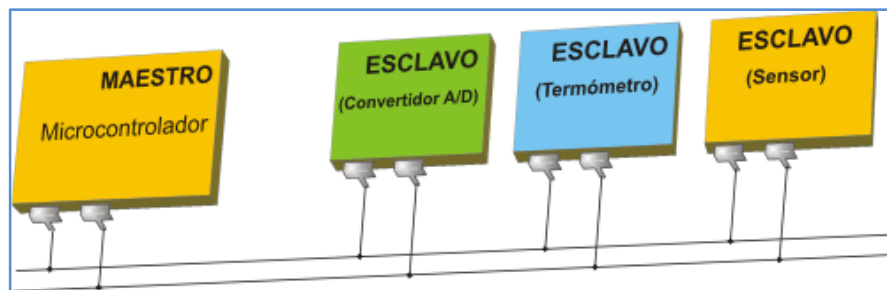 MAESTRO
Microcontrolador
ESCLAVO
(Convertidor A/D)
ESCLAVO
(Termómetro)
ESCLAVO
(Sensor)